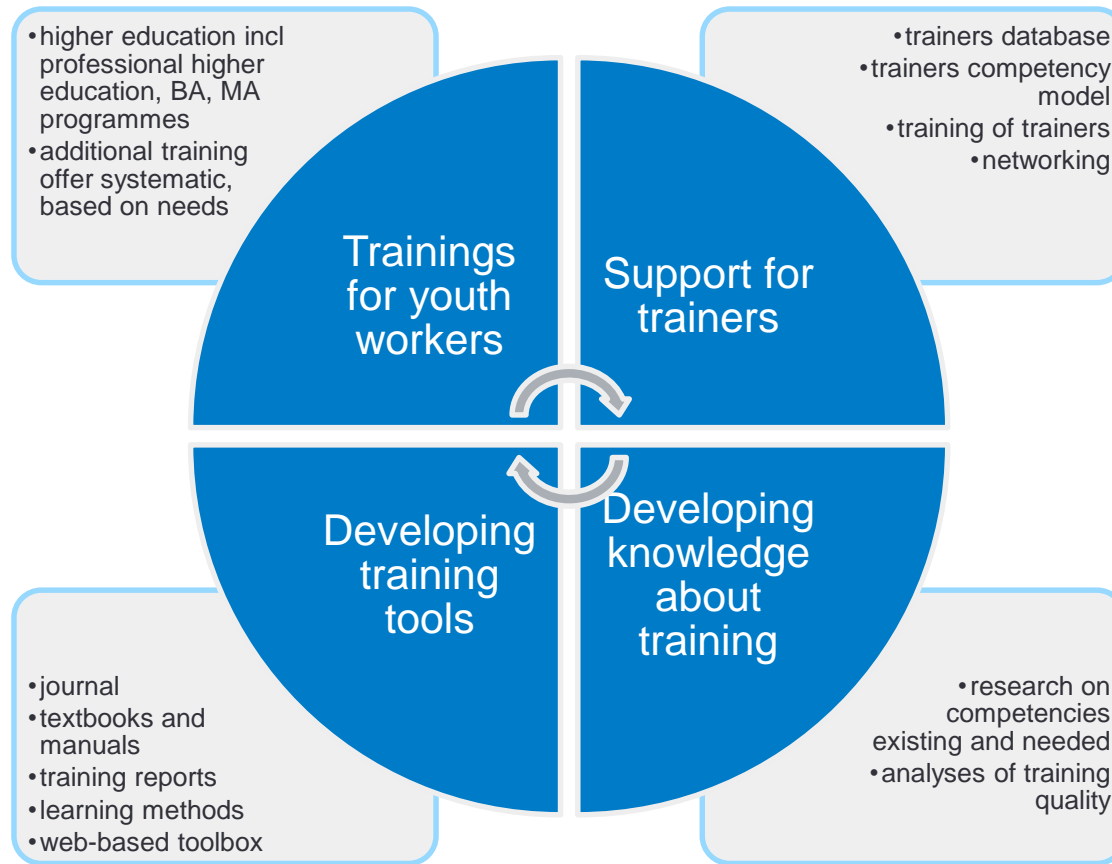 •higher education incl
professional higher
education, BA, MA
programmes
•additional training
offer systematic,
based on needs
•trainers database
•trainers competency
model
•training of trainers
•networking
Trainings
for youth
workers
Support for
trainers
Developing
training
tools
Developing
knowledge
about
training
•journal
•textbooks and
manuals
•training reports
•learning methods
•web-based toolbox
•research on
competencies
existing and needed
•analyses of training
quality